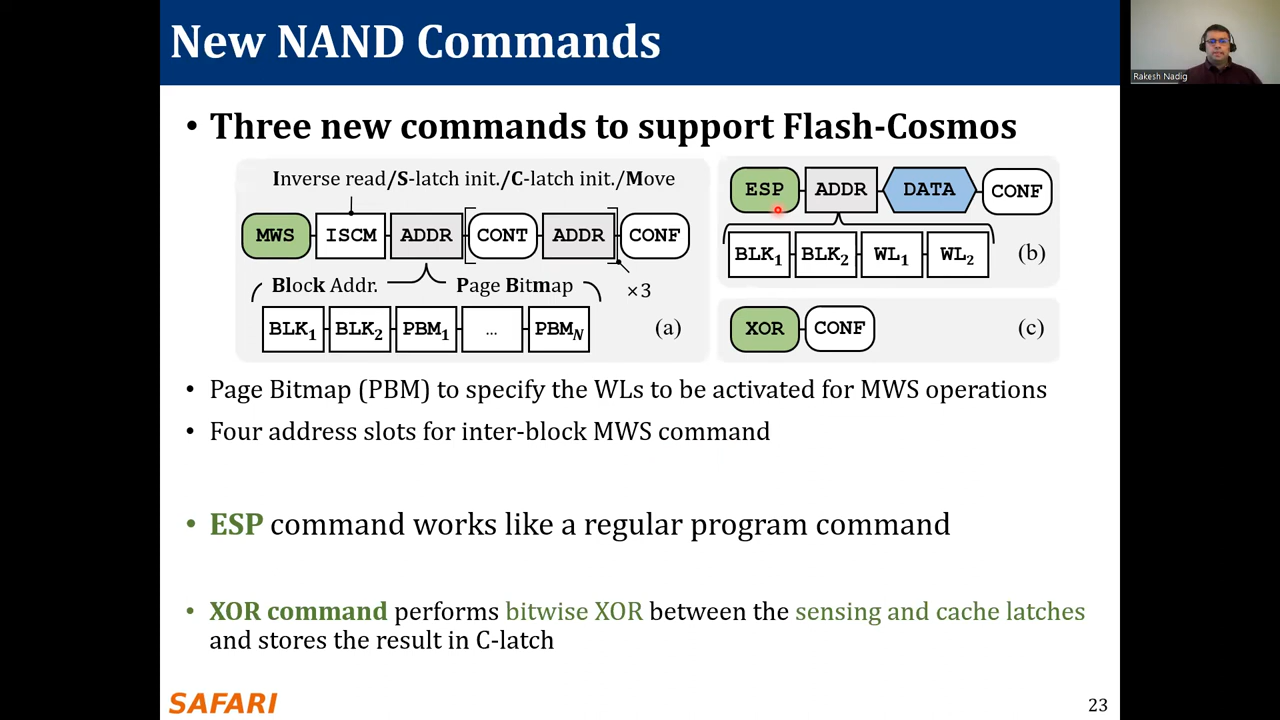 New NAND Commands
Rakesh Nadig
• Three new commands to support Flash-Cosmos
Inverse read/S-latch init./C-latch init./Move
MWS ISCM ADDR CONT ADDR CONF
×3
Block Addr. Page Bitmap
BLK1 BLK2 PBM1 ... PBMN
(a)
ESP ADDR DATA CONF
BLK1 BLK2 WL1 WL2
(b)
XOR CONF
(c)
• Page Bitmap (PBM) to specify the WLs to be activated for MWS operations
• Four address slots for inter-block MWS command
• ESP command works like a regular program command
• XOR command performs bitwise XOR between the sensing and cache latches
and stores the result in C-latch
SAFARI
23